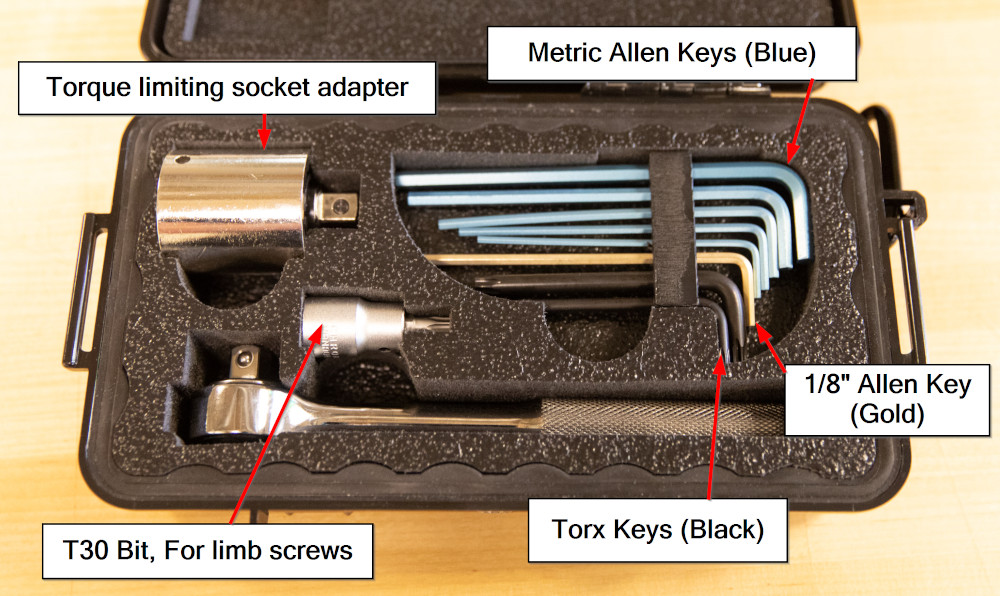 Metric Allen Keys (Blue)
Torque limiting socket adapter
1/8" Allen Key
(Gold)
Torx Keys (Black)
T30 Bit, For limb screws